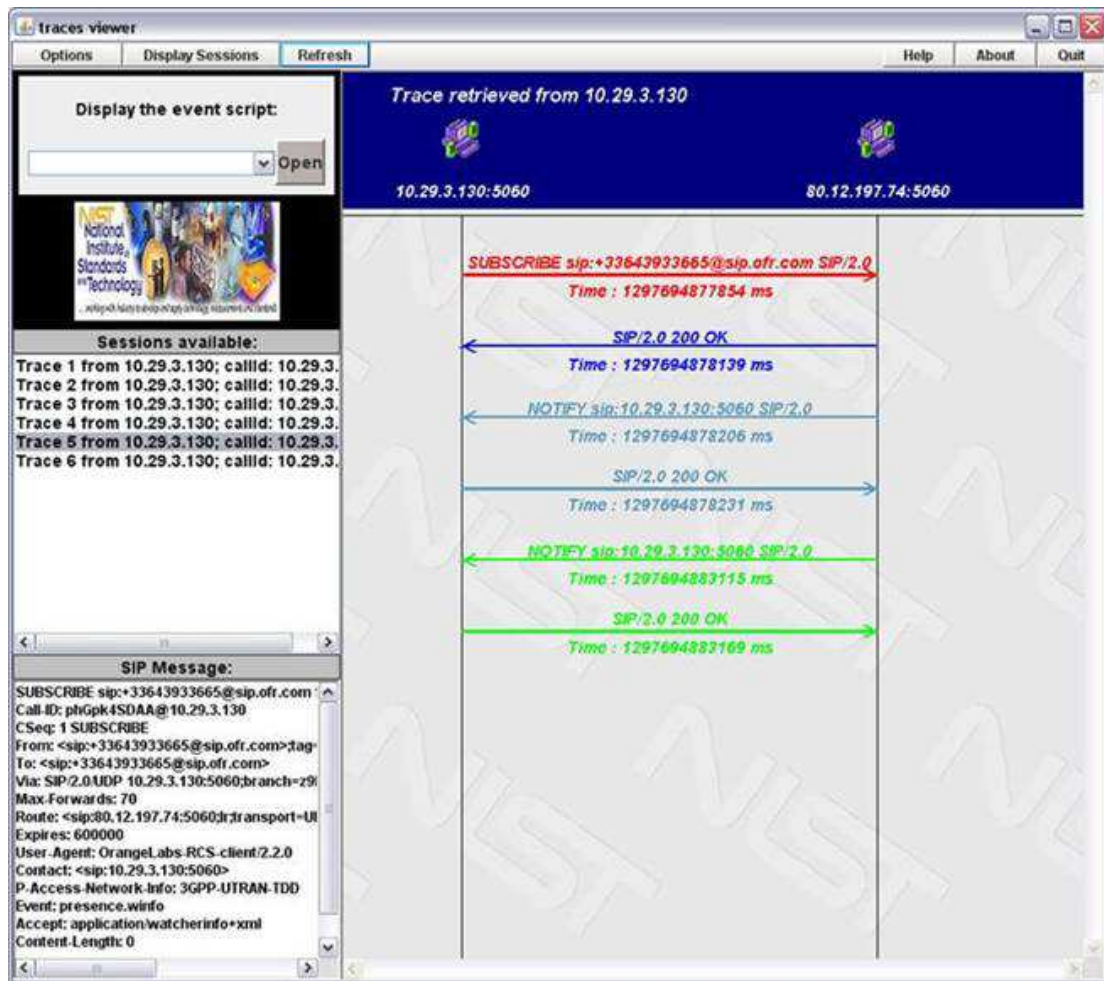 traces viewer
Options Display Sessions Refresh Help About Quit
Display the event script:
Open
NIST
National
Institute of
Standards
and Technology
Sessions available:
Trace 1 from 10.29.3.130; callId: 10.29.3.
Trace 2 from 10.29.3.130; callId: 10.29.3.
Trace 3 from 10.29.3.130; callId: 10.29.3.
Trace 4 from 10.29.3.130; callId: 10.29.3.
Trace 5 from 10.29.3.130; callId: 10.29.3.
Trace 6 from 10.29.3.130; callId: 10.29.3.
SIP Message:
SUBSCRIBE sip:+33643933665@sip.ofr.com
Call-ID: phGpk4SDAA@10.29.3.130
CSeq: 1 SUBSCRIBE
From: <sip:+33643933665@sip.ofr.com>;tag=
To: <sip:+33643933665@sip.ofr.com>
Via: SIP/2.0/UDP 10.29.3.130:5060;branch=z9
Max-Forwards: 70
Route: <sip:80.12.197.74:5060;lr;transport=U
Expires: 600000
User-Agent: OrangeLabs-RCS-client/2.2.0
Contact: <sip:10.29.3.130:5060>
P-Access-Network-Info: 3GPP-UTRAN-TDD
Event: presence.winfo
Accept: application/watcherinfo+xml
Content-Length: 0
Trace retrieved from 10.29.3.130
10.29.3.130:5060 80.12.197.74:5060
SUBSCRIBE sip:+33643933665@sip.ofr.com SIP/2.0
Time : 1297694877854 ms
SIP/2.0 200 OK
Time : 1297694878139 ms
NOTIFY sip:10.29.3.130:5060 SIP/2.0
Time : 1297694878206 ms
SIP/2.0 200 OK
Time : 1297694878231 ms
NOTIFY sip:10.29.3.130:5060 SIP/2.0
Time : 1297694883115 ms
SIP/2.0 200 OK
Time : 1297694883169 ms